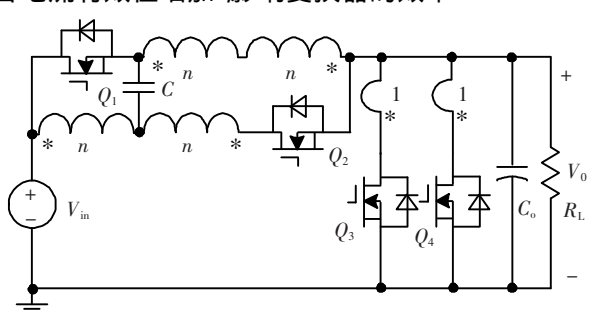 * n n *
Q1 C 1 1
* *
* n n *
Q2
+
+ − Vin
Q3 Q4 Co V0 RL
−